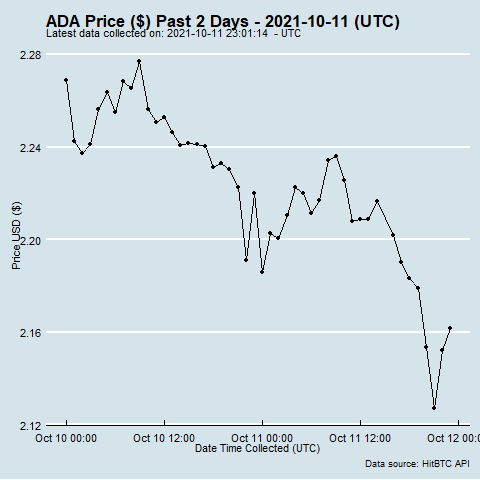 ADA Price ($) Past 2 Days - 2021-10-11 (UTC)
Latest data collected on: 2021-10-11 23:01:14  - UTC
2.28
2.24
2.20
2.16
2.12
Price USD ($)
Oct 10 00:00 Oct 10 12:00 Oct 11 00:00 Oct 11 12:00 Oct 12 00:0
Date Time Collected (UTC)
Data source: HitBTC API